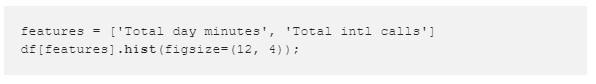 features = ['Total day minutes', 'Total intl calls']
df[features].hist(figsize=(12, 4));